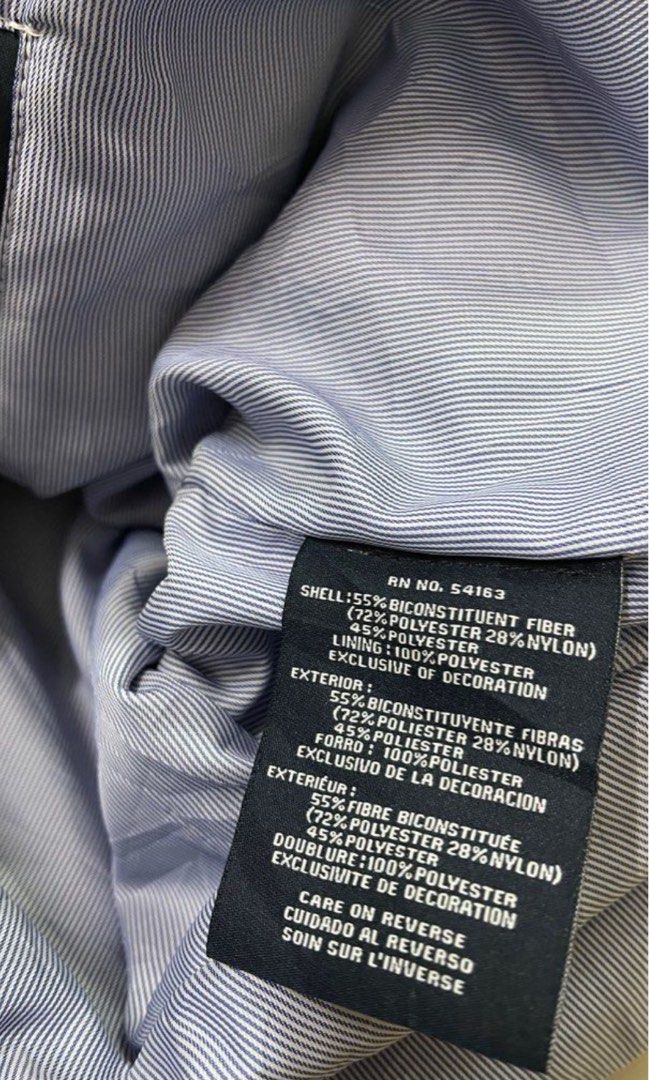 RN NO. 54163
SHELL:55%BICONSTITUENT FIBER
(72%POLYESTER 28%NYLON)
45%POLYESTER
LINING:100%POLYESTER
EXCLUSIVE OF DECORATION
EXTERIOR:
55%BICONSTITUYENTE FIBRAS
(72%POLIESTER 28%NYLON)
45%POLIESTER
FORRO: 100%POLIESTER
EXCLUSIVO DE LA DECORACION
EXTERIÉUR:
55%FIBRE BICONSTITUÉE
(72%POLYESTER 28%NYLON)
45%POLYESTER
DOUBLURE:100%POLYESTER
EXCLUSIVITE DE DECORATION
CARE ON REVERSE
CUIDADO AL REVERSO
SOIN SUR L'INVERSE